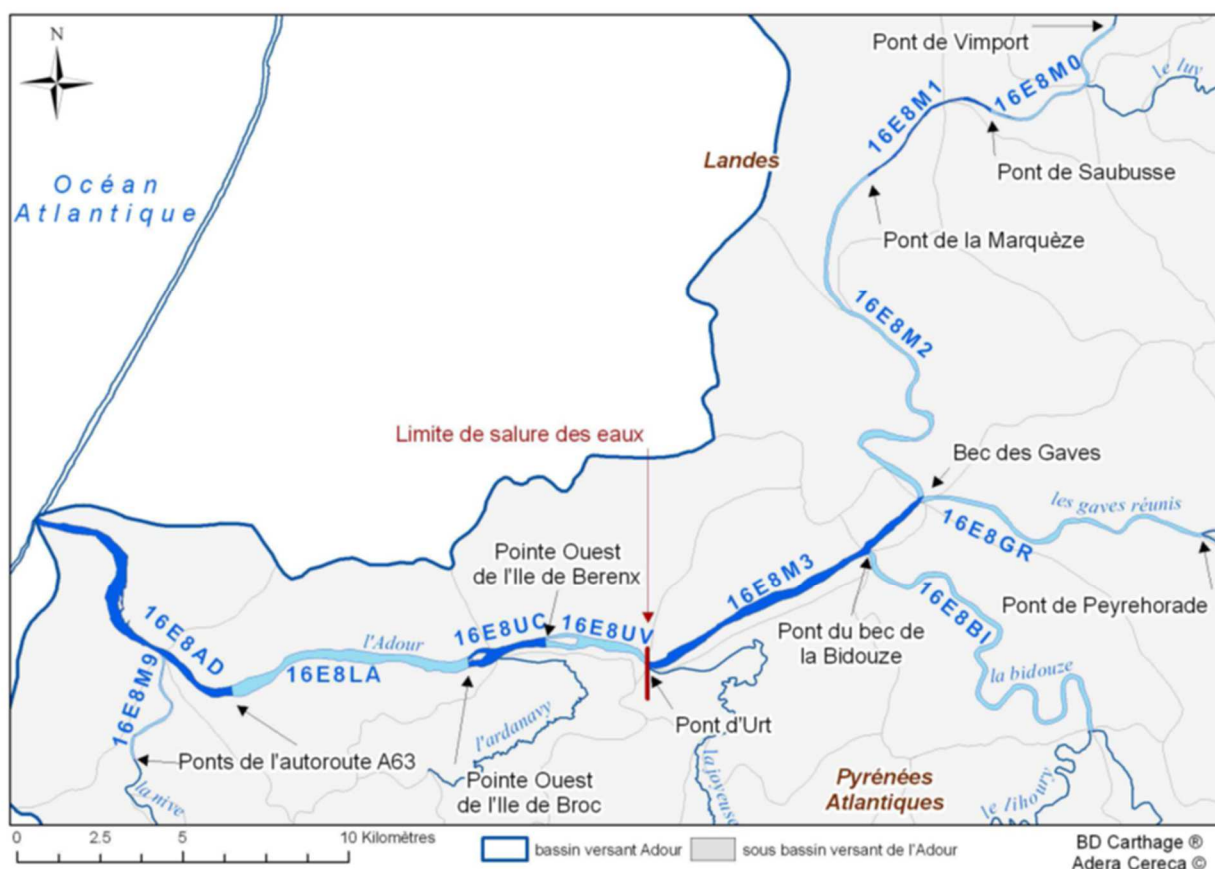 N
Pont de Vimport
le luy
16E8M0
16E8M1
Océan
Atlantique
Landes
Pont de Saubusse
Pont de la Marquèze
16E8M2
Limite de salure des eaux
Bec des Gaves
les gaves réunis
16E8GR
Pointe Ouest
de l'Ile de Berenx
16E8M3
Pont de Peyrehorade
16E8BI
Pont du bec de
la Bidouze
16E8UC
16E8UV
l'Adour
16E8AD
16E8LA
16E8M9
la bidouze
Pont d'Urt
l'ardanavy
Ponts de l'autoroute A63
la nive
Pointe Ouest
de l'Ile de Broc
la joyeuse
Pyrénées
Atlantiques
le lihoury
0 2.5 5 10 Kilomètres
bassin versant Adour
sous bassin versant de l'Adour
BD Carthage ®
Adera Cereca ©